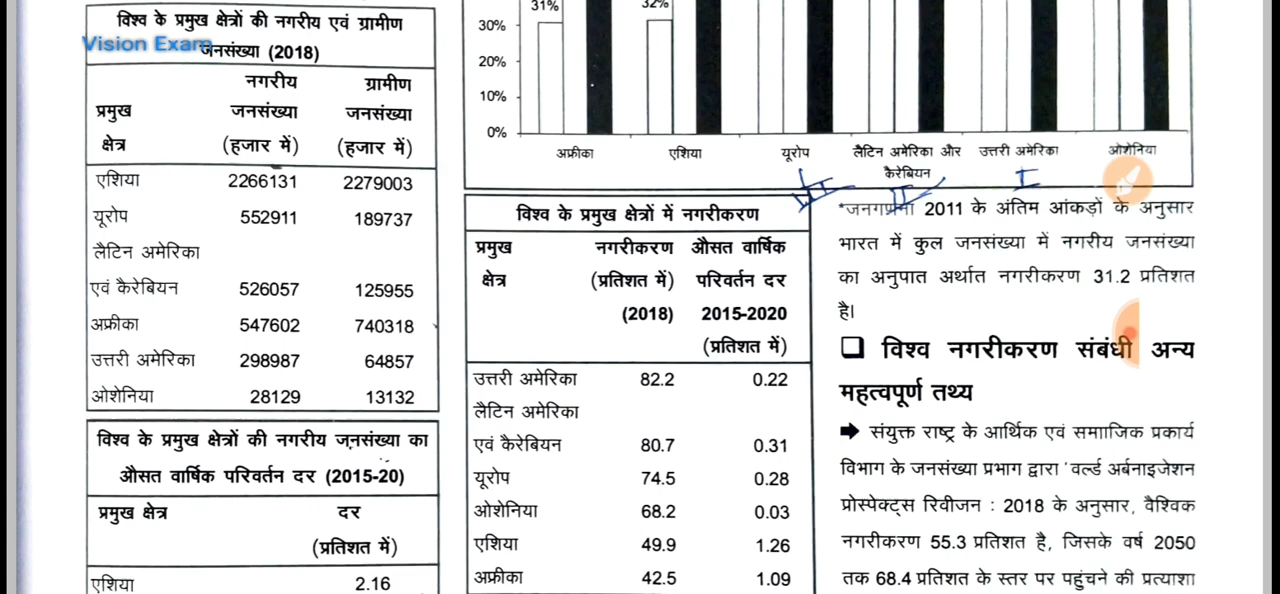 विश्व के प्रमुख क्षेत्रों की नगरीय एवं ग्रामीण
जनसंख्या (2018)
Vision Exam
प्रमुख क्षेत्र नगरीय जनसंख्या (हजार में) ग्रामीण जनसंख्या (हजार में)
एशिया 2266131 2279003
यूरोप 552911 189737
लैटिन अमेरिका
एवं कैरेबियन 526057 125955
अफ्रीका 547602 740318
उत्तरी अमेरिका 298987 64857
ओशेनिया 28129 13132
विश्व के प्रमुख क्षेत्रों की नगरीय जनसंख्या का
औसत वार्षिक परिवर्तन दर (2015-20)
प्रमुख क्षेत्र दर
(प्रतिशत में)
एशिया 2.16
31% 32%
30%
20%
10%
0%
अफ्रीका एशिया यूरोप लैटिन अमेरिका और उत्तरी अमेरिका ओशेनिया
कैरेबियन
III II I
विश्व के प्रमुख क्षेत्रों में नगरीकरण
प्रमुख नगरीकरण औसत वार्षिक
क्षेत्र (प्रतिशत में) परिवर्तन दर
(2018) 2015-2020
(प्रतिशत में)
उत्तरी अमेरिका 82.2 0.22
लैटिन अमेरिका
एवं कैरेबियन 80.7 0.31
यूरोप 74.5 0.28
ओशेनिया 68.2 0.03
एशिया 49.9 1.26
अफ्रीका 42.5 1.09
*जनगणना 2011 के अंतिम आंकड़ों के अनुसार
भारत में कुल जनसंख्या में नगरीय जनसंख्या
का अनुपात अर्थात नगरीकरण 31.2 प्रतिशत
है।
❑ विश्व नगरीकरण संबंधी अन्य
महत्वपूर्ण तथ्य
➡ संयुक्त राष्ट्र के आर्थिक एवं समााजिक प्रकार्य
विभाग के जनसंख्या प्रभाग द्वारा 'वर्ल्ड अर्बनाइजेशन
प्रोस्पेक्ट्स रिवीजन : 2018 के अनुसार, वैश्विक
नगरीकरण 55.3 प्रतिशत है, जिसके वर्ष 2050
तक 68.4 प्रतिशत के स्तर पर पहुंचने की प्रत्याशा